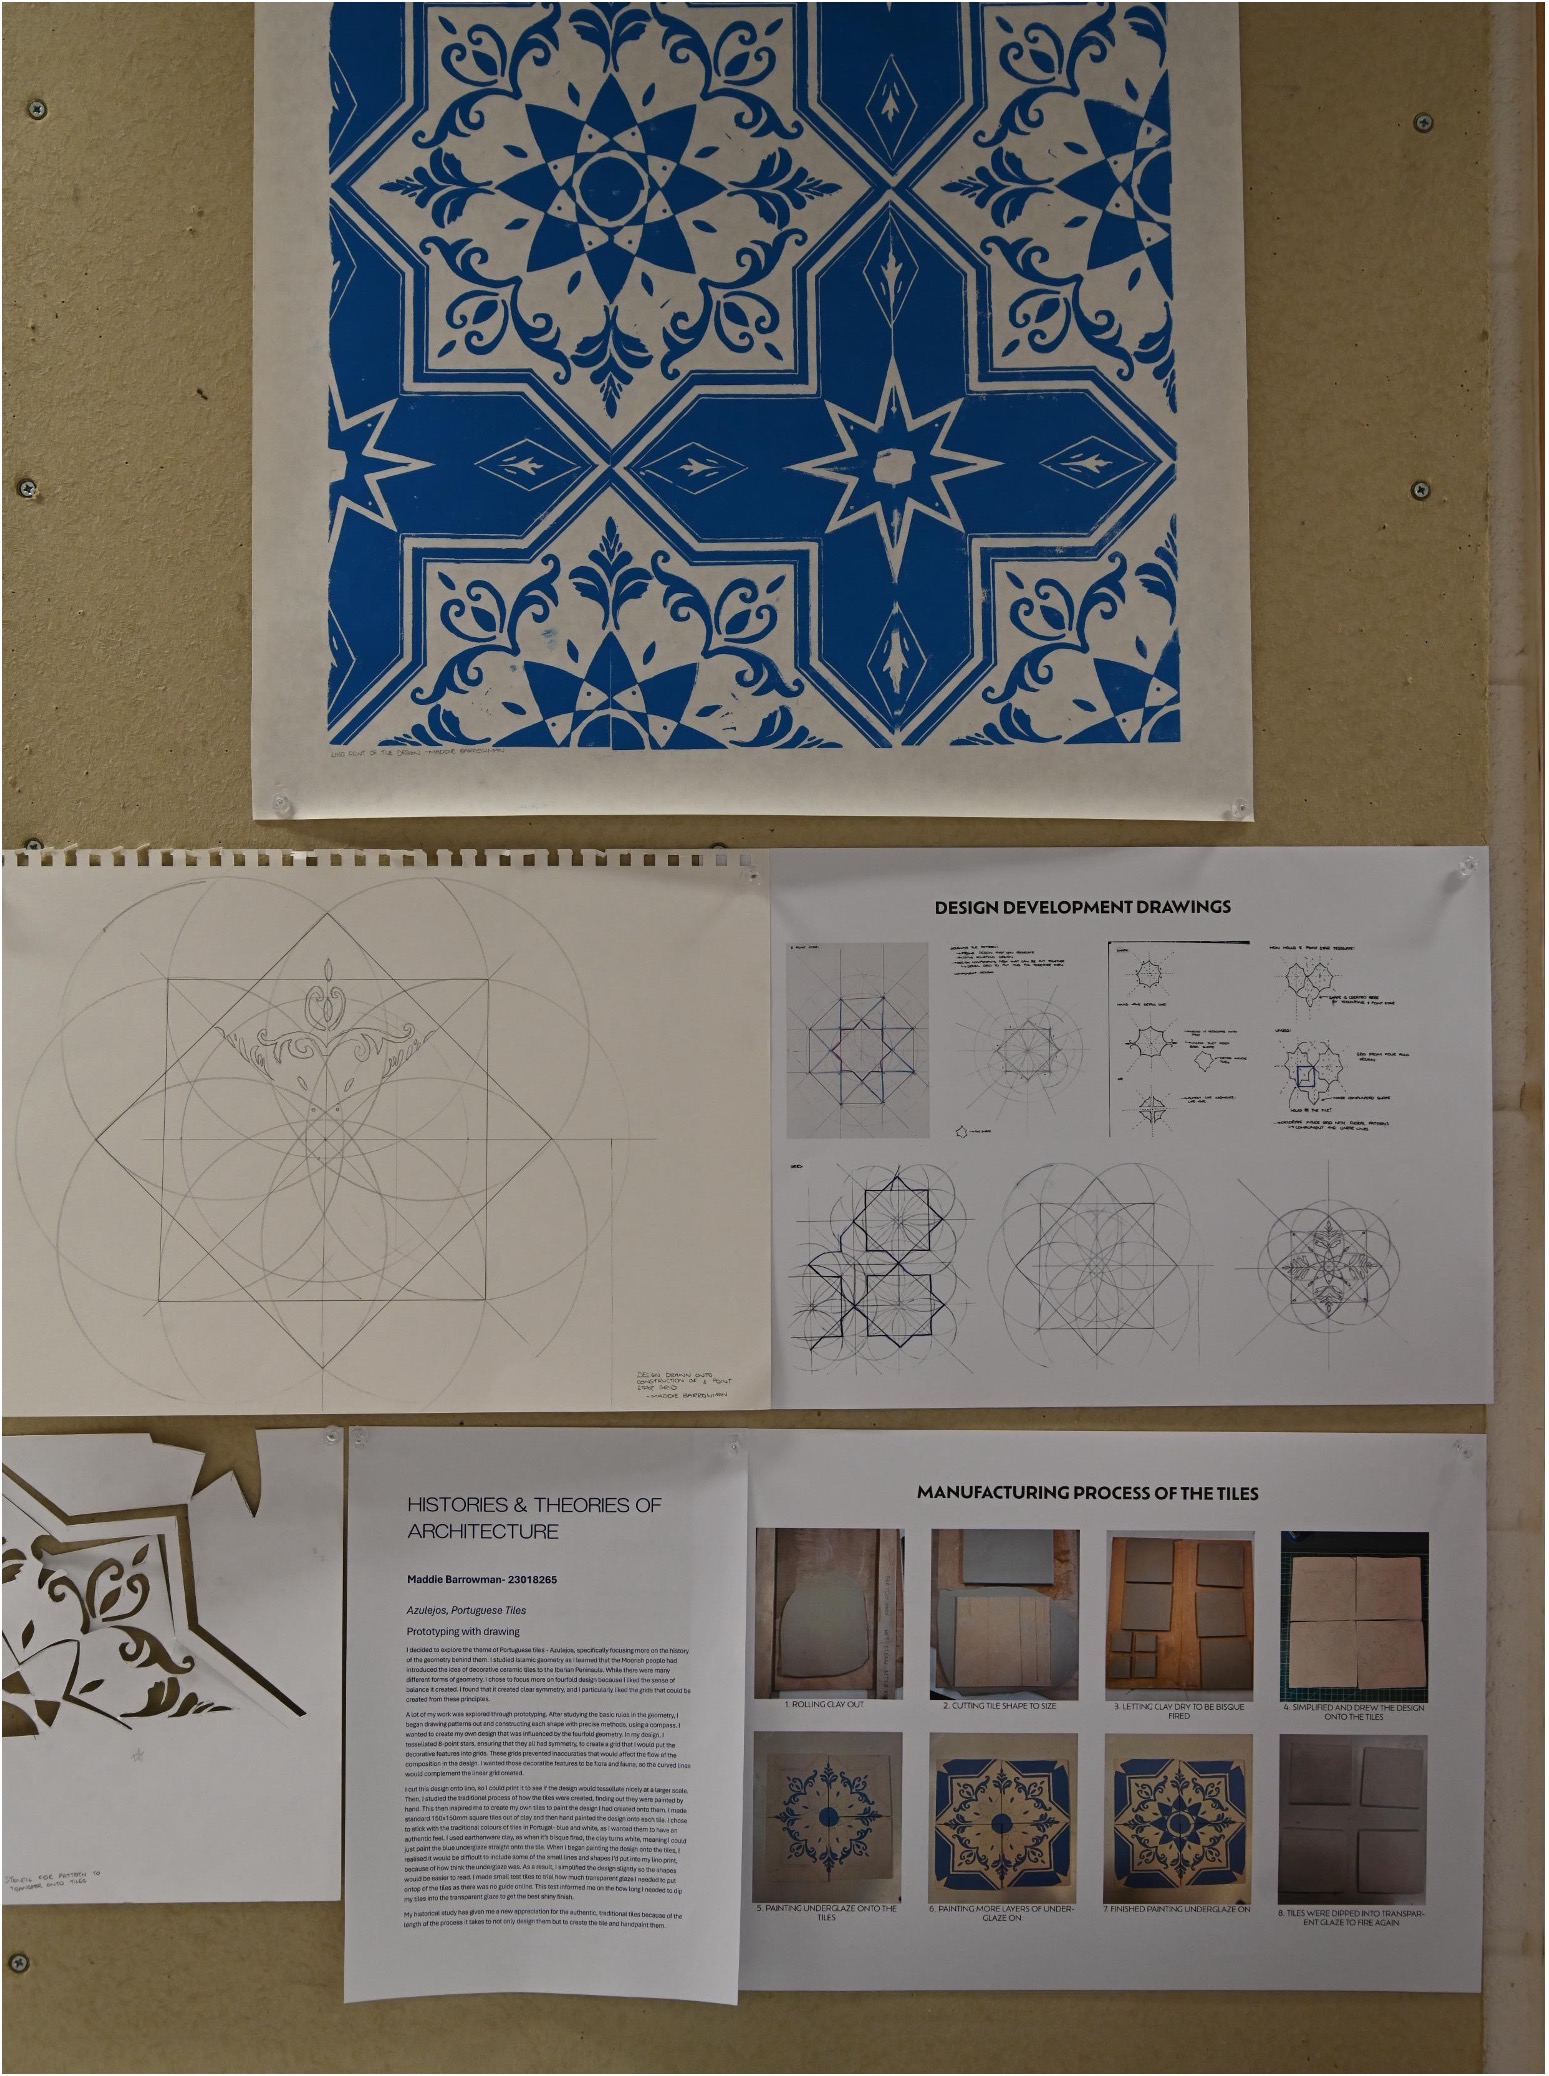 LINO PRINT OF TILE DESIGN - MADDIE BARROWMAN
DESIGN DRAWN ONTO
CONSTRUCTION OF 8 POINT
STAR GRID
- MADDIE BARROWMAN
DESIGN DEVELOPMENT DRAWINGS
8 POINT STAR
HOW WOULD 8 POINT STAR TESSELATE?
STENCIL FOR PATTERN TO
TRANSFER ONTO TILES
HISTORIES & THEORIES OF
ARCHITECTURE
Maddie Barrowman- 23018265
Azulejos, Portuguese Tiles
Prototyping with drawing
I decided to explore the theme of Portuguese tiles - Azulejos, specifically focusing more on the history
of the geometry behind them. I studied Islamic geometry as I learned that the Moorish people had
introduced the idea of decorative ceramic tiles to the Iberian Peninsula. While there were many
different forms of geometry, I chose to focus more on fourfold design because I liked the sense of
balance it created. I found that it created clear symmetry, and I particularly liked the grids that could be
created from these principles.
A lot of my work was explored through prototyping. After studying the basic rules in the geometry, I
began drawing patterns out and constructing each shape with precise methods, using a compass. I
wanted to create my own design that was influenced by the fourfold geometry. In my design, I
tessellated 8-point stars, ensuring that they all had symmetry, to create a grid that I would put the
decorative features into grids. These grids prevented inaccuracies that would affect the flow of the
composition in the design. I wanted those decorative features to be flora and fauna, so the curved lines
would complement the linear grid created.
I cut this design onto lino, so I could print it to see if the design would tessellate nicely at a larger scale.
Then, I studied the traditional process of how the tiles were created, finding out they were painted by
hand. This then inspired me to create my own tiles to paint the design I had created onto them. I made
standard 150x150mm square tiles out of clay and then hand painted the design onto each tile. I chose
to stick with the traditional colours of tiles in Portugal- blue and white, as I wanted them to have an
authentic feel. I used earthenware clay, as when it's bisque fired, the clay turns white, meaning I could
just paint the blue underglaze straight onto the tile. When I began painting the design onto the tiles, I
realised it would be difficult to include some of the small lines and shapes I'd put into my lino print,
because of how think the underglaze was. As a result, I simplified the design slightly so the shapes
would be easier to read. I made small test tiles to trial how much transparent glaze I needed to put
ontop of the tiles as there was no guide online. This test informed me on the how long I needed to dip
my tiles into the transparent glaze to get the best shiny finish.
My historical study has given me a new appreciation for the authentic, traditional tiles because of the
length of the process it takes to not only design them but to create the tile and handpaint them.
MANUFACTURING PROCESS OF THE TILES
1. ROLLING CLAY OUT
2. CUTTING TILE SHAPE TO SIZE
3. LETTING CLAY DRY TO BE BISQUE
FIRED
4. SIMPLIFIED AND DREW THE DESIGN
ONTO THE TILES
5. PAINTING UNDERGLAZE ONTO THE
TILES
6. PAINTING MORE LAYERS OF UNDER-
GLAZE ON
7. FINISHED PAINTING UNDERGLAZE ON
8. TILES WERE DIPPED INTO TRANSPAR-
ENT GLAZE TO FIRE AGAIN